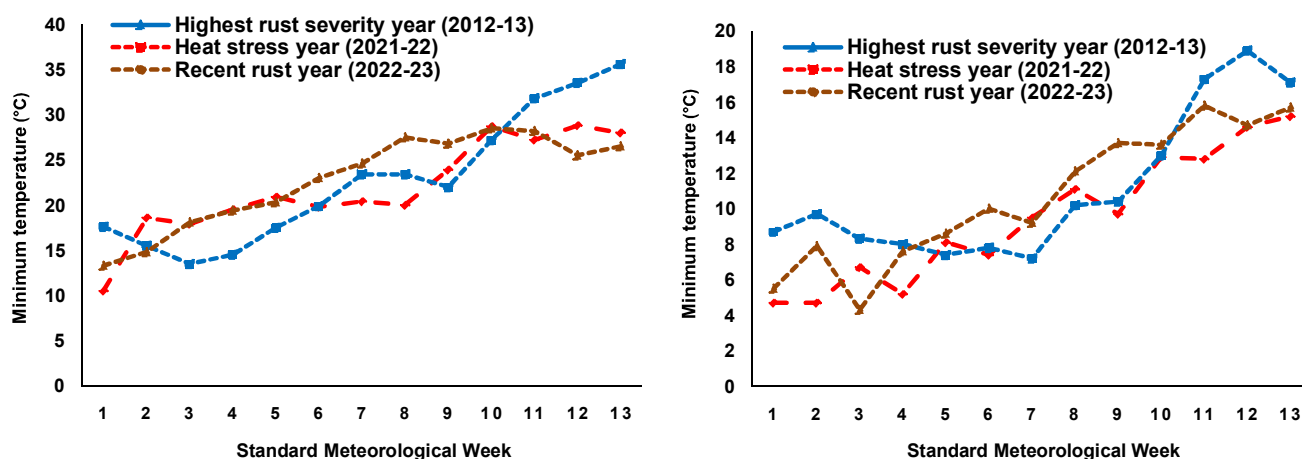 40
35
30
25
20
15
10
5
0
Minimum temperature (°C)
Highest rust severity year (2012-13)
Heat stress year (2021-22)
Recent rust year (2022-23)
1 2 3 4 5 6 7 8 9 10 11 12 13
Standard Meteorological Week
20
18
16
14
12
10
8
6
4
2
0
Minimum temperature (°C)
Highest rust severity year (2012-13)
Heat stress year (2021-22)
Recent rust year (2022-23)
1 2 3 4 5 6 7 8 9 10 11 12 13
Standard Meteorological Week